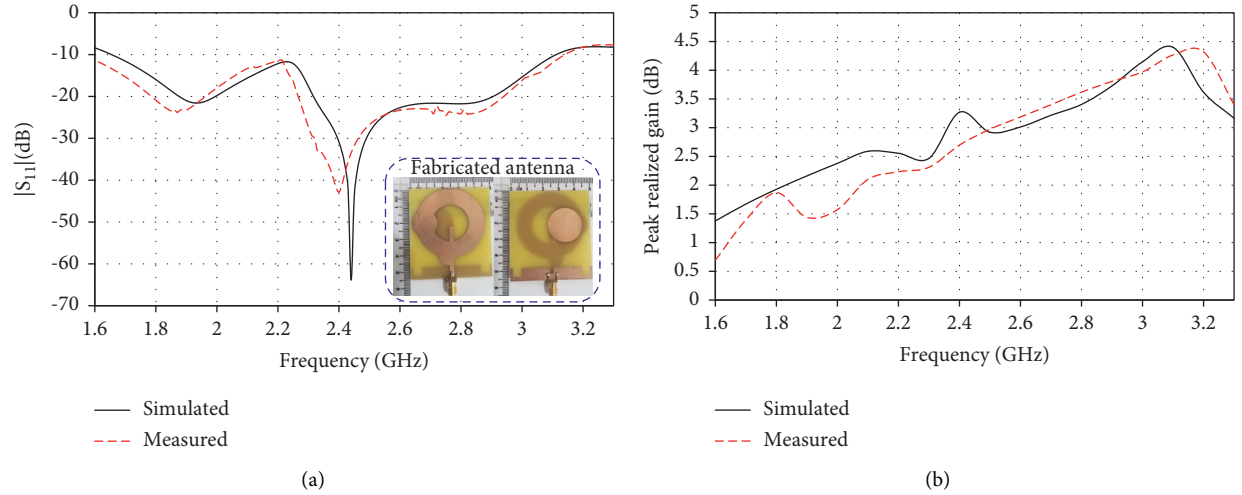 0
-10
-20
-30
-40
-50
-60
-70
|S11| (dB)
Fabricated antenna
1.6 1.8 2 2.2 2.4 2.6 2.8 3 3.2
Frequency (GHz)
Simulated
Measured
(a)
5
4.5
4
3.5
3
2.5
2
1.5
1
0.5
0
Peak realized gain (dB)
1.6 1.8 2 2.2 2.4 2.6 2.8 3 3.2
Frequency (GHz)
Simulated
Measured
(b)